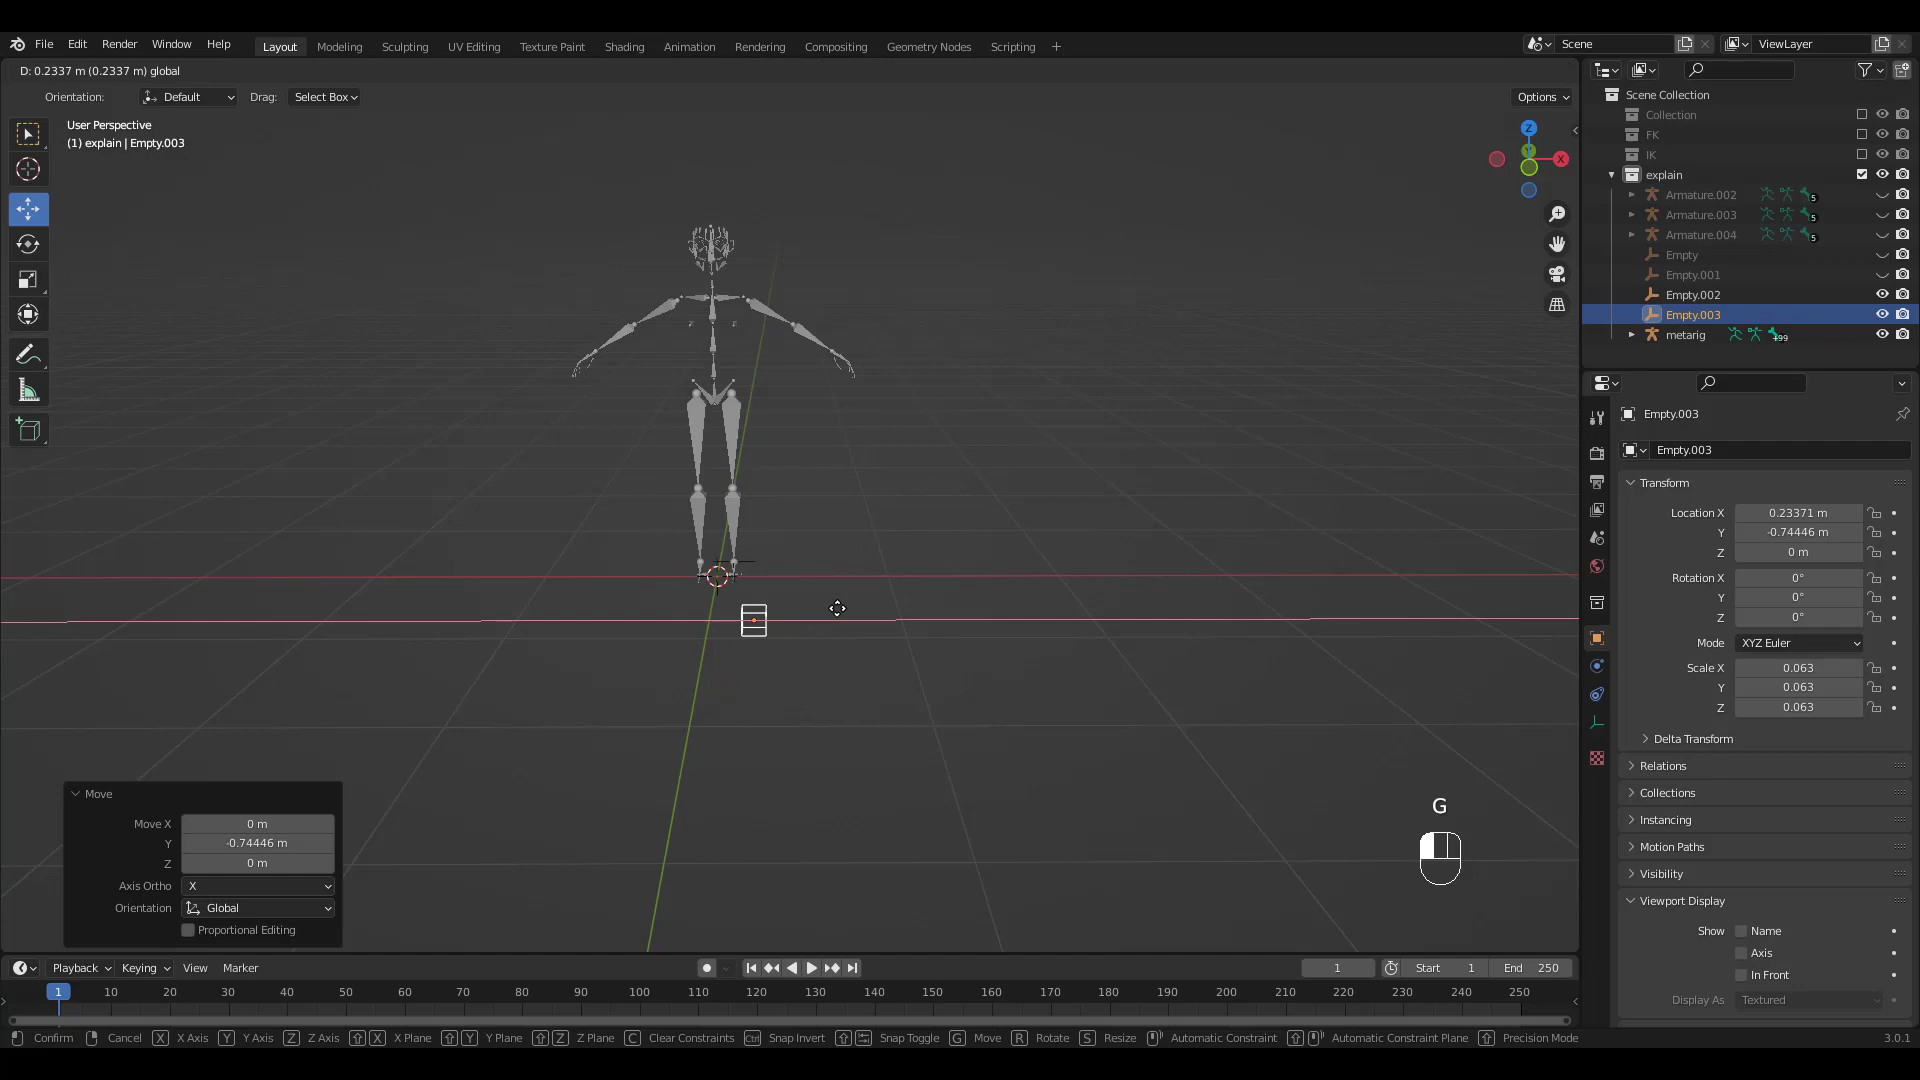 File Edit Render Window Help Layout Modeling Sculpting UV Editing Texture Paint Shading Animation Rendering Compositing Geometry Nodes Scripting + Scene ViewLayer
D: 0.2337 m (0.2337 m) global
Orientation: Default Drag: Select Box Options
User Perspective
(1) explain | Empty.003
Z
Y
X
Scene Collection
Collection
FK
IK
explain
Armature.002 5
Armature.003 5
Armature.004 5
Empty
Empty.001
Empty.002
Empty.003
metarig +99
Empty.003
Empty.003
Transform
Location X 0.23371 m
Y -0.74446 m
Z 0 m
Rotation X 0°
Y 0°
Z 0°
Mode XYZ Euler
Scale X 0.063
Y 0.063
Z 0.063
Delta Transform
Relations
Collections
Instancing
Motion Paths
Visibility
Viewport Display
Show Name
Axis
In Front
Display As Textured
Move
Move X 0 m
Y -0.74446 m
Z 0 m
Axis Ortho X
Orientation Global
Proportional Editing
G
Playback Keying View Marker 1 Start 1 End 250
1 10 20 30 40 50 60 70 80 90 100 110 120 130 140 150 160 170 180 190 200 210 220 230 240 250
Confirm Cancel X X Axis Y Y Axis Z Z Axis X X Plane Y Y Plane Z Z Plane C Clear Constraints Ctrl Snap Invert Snap Toggle G Move R Rotate S Resize Automatic Constraint Automatic Constraint Plane Precision Mode 3.0.1